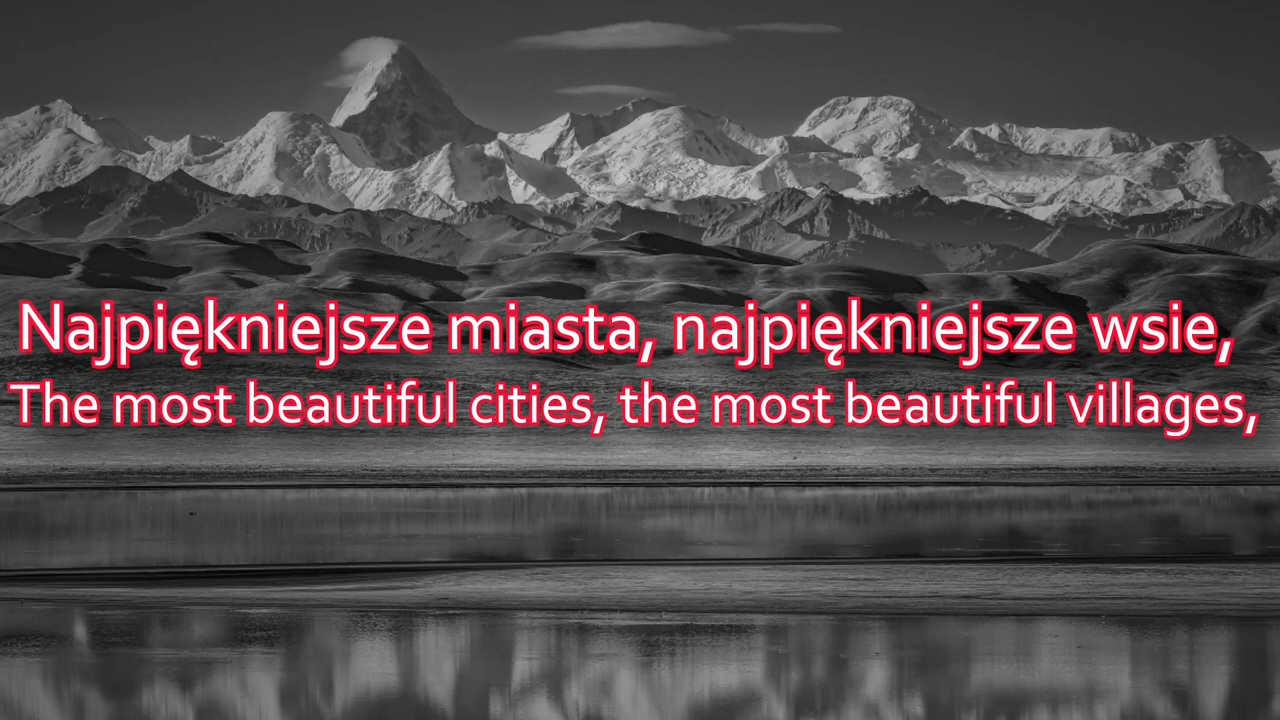 Najpiękniejsze miasta, najpiękniejsze wsie,
The most beautiful cities, the most beautiful villages,